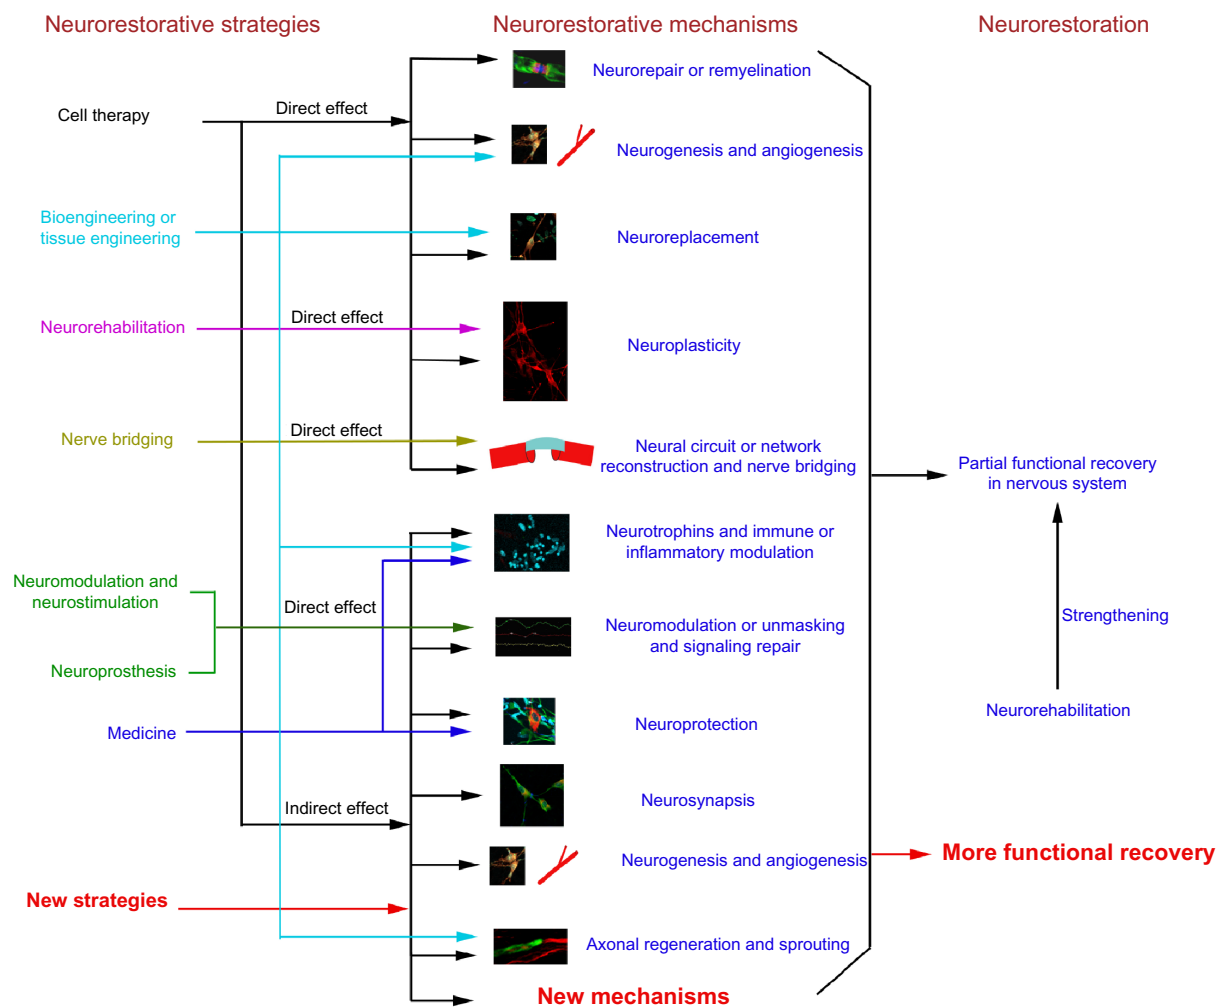 Neurorestorative strategies
Neurorestorative mechanisms
Neurorestoration
Neurorepair or remyelination
Direct effect
Cell therapy
Neurogenesis and angiogenesis
Bioengineering or
tissue engineering
Neuroreplacement
Direct effect
Neurorehabilitation
Neuroplasticity
Direct effect
Nerve bridging
Neural circuit or network
reconstruction and nerve bridging
Partial functional recovery
in nervous system
Neurotrophins and immune or
inflammatory modulation
Neuromodulation and
neurostimulation
Direct effect
Neuromodulation or unmasking
and signaling repair
Strengthening
Neuroprosthesis
Neurorehabilitation
Medicine
Neuroprotection
Neurosynapsis
Indirect effect
Neurogenesis and angiogenesis
More functional recovery
New strategies
Axonal regeneration and sprouting
New mechanisms